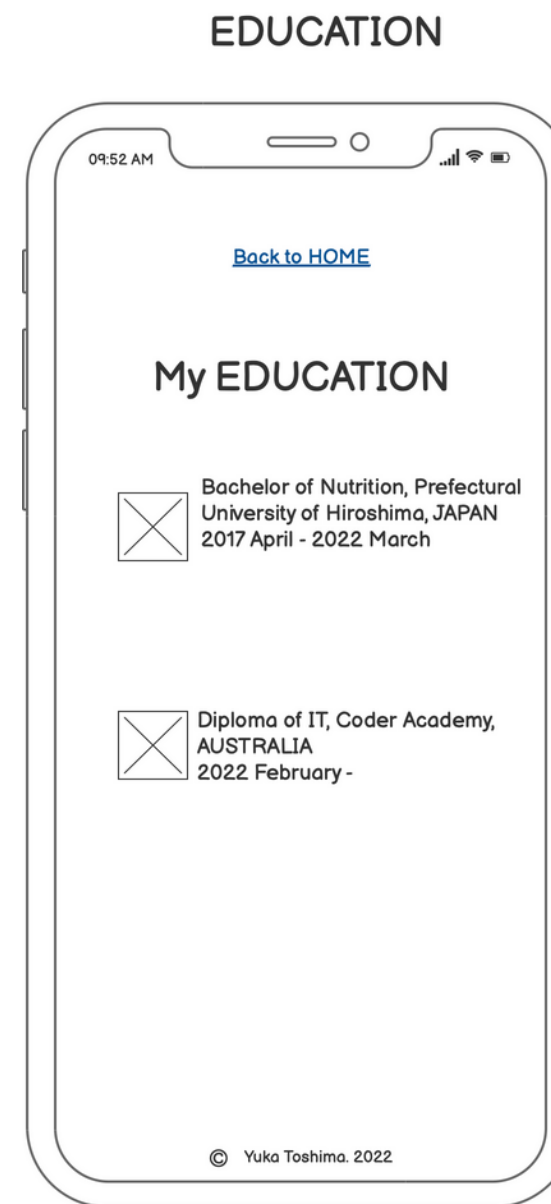 EDUCATION
09:52 AM
Back to HOME
My EDUCATION
Bachelor of Nutrition, Prefectural
University of Hiroshima, JAPAN
2017 April - 2022 March
Diploma of IT, Coder Academy,
AUSTRALIA
2022 February -
© Yuka Toshima. 2022